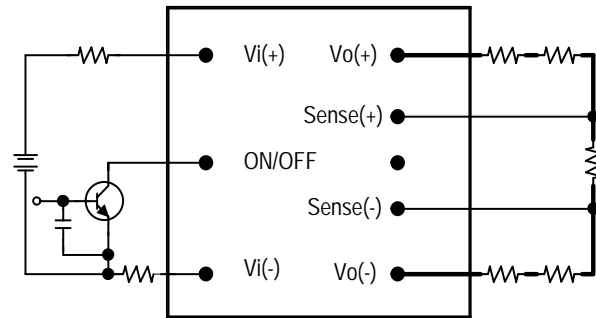 Vi(+) Vo(+)
Sense(+)
ON/OFF
Sense(-)
Vi(-) Vo(-)